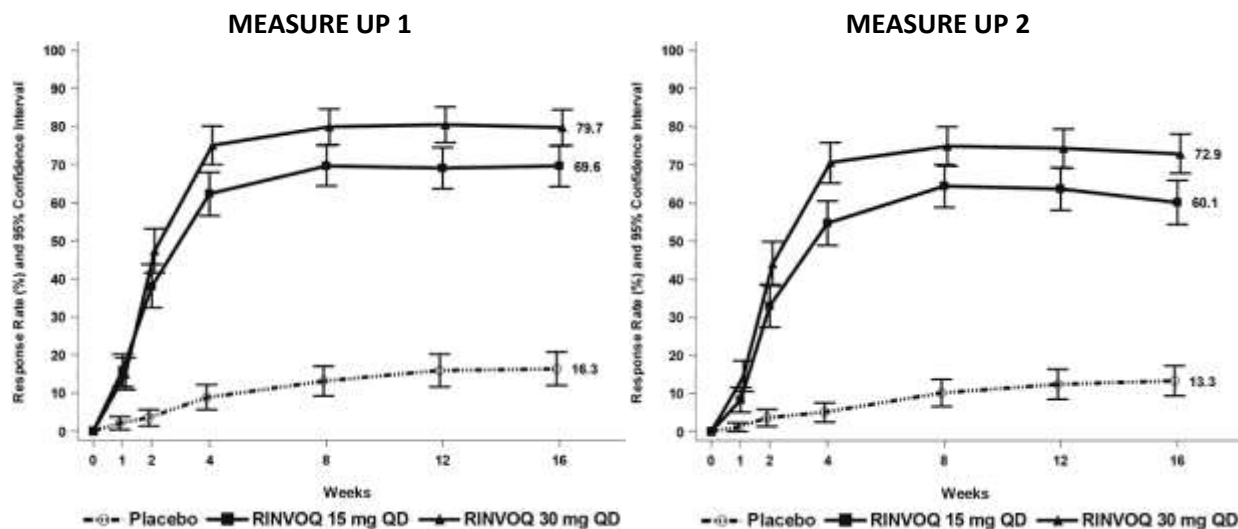 MEASURE UP 1
Response Rate (%) and 95% Confidence Interval
100
90
80
70
60
50
40
30
20
10
0
79.7
69.6
16.3
0 1 2 4 8 12 16
Weeks
Placebo RINVOQ 15 mg QD RINVOQ 30 mg QD
MEASURE UP 2
Response Rate (%) and 95% Confidence Interval
100
90
80
70
60
50
40
30
20
10
0
72.9
60.1
13.3
0 1 2 4 8 12 16
Weeks
Placebo RINVOQ 15 mg QD RINVOQ 30 mg QD